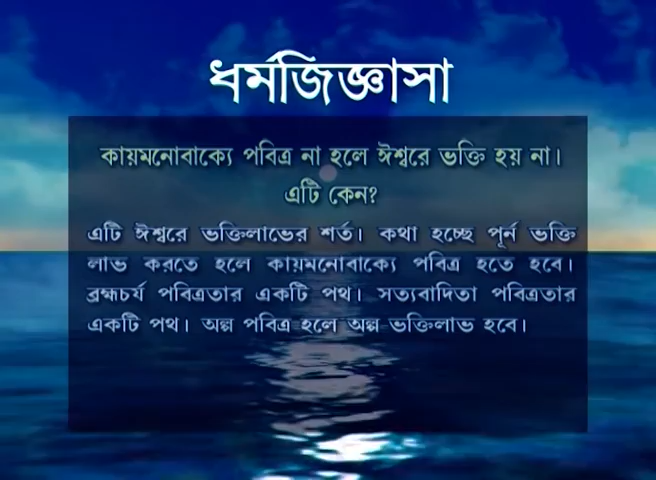 ধর্মজিজ্ঞাসা
কায়মনোবাক্যে পবিত্র না হলে ঈশ্বরে ভক্তি হয় না।
এটি কেন?
এটি ঈশ্বরে ভক্তিলাভের শর্ত। কথা হচ্ছে পূর্ন ভক্তি
লাভ করতে হলে কায়মনোবাক্যে পবিত্র হতে হবে।
ব্রহ্মচর্য পবিত্রতার একটি পথ। সত্যবাদিতা পবিত্রতার
একটি পথ। অল্প পবিত্র হলে অল্প ভক্তিলাভ হবে।